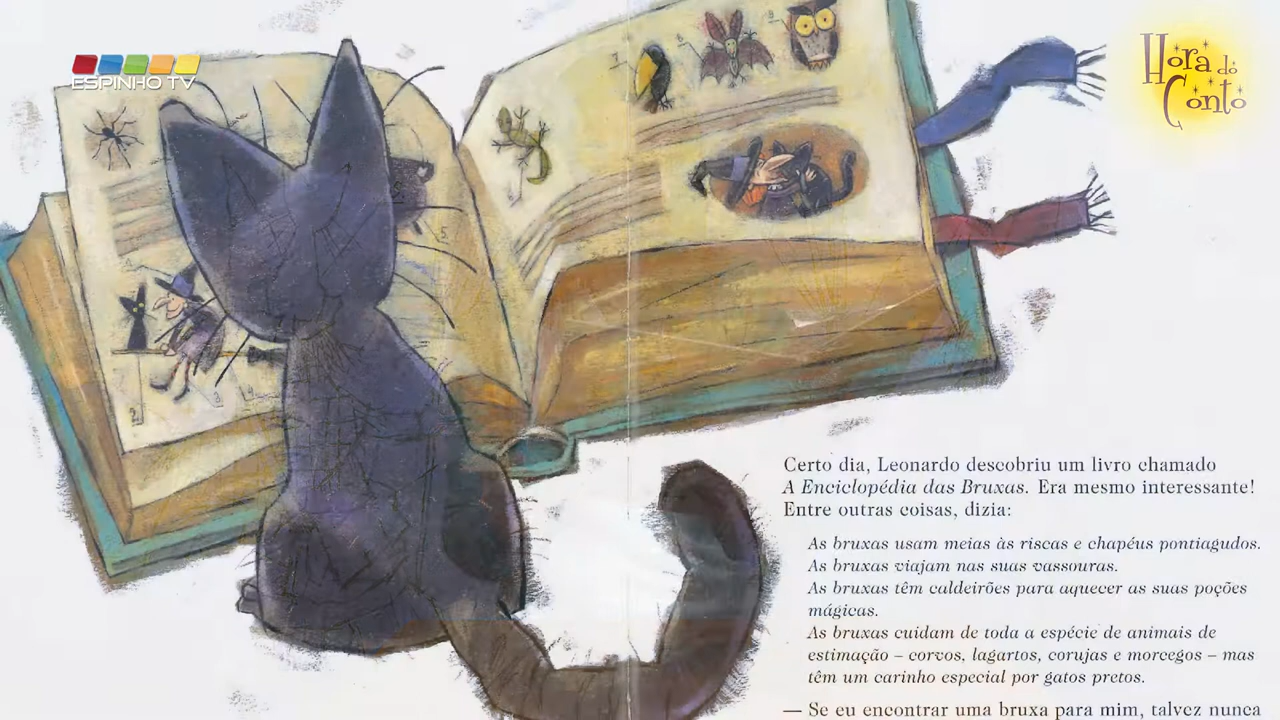 ESPINHO TV
Hora do
Conto
Certo dia, Leonardo descobriu um livro chamado
A Enciclopédia das Bruxas. Era mesmo interessante!
Entre outras coisas, dizia:
As bruxas usam meias às riscas e chapéus pontiagudos.
As bruxas viajam nas suas vassouras.
As bruxas têm caldeirões para aquecer as suas poções
mágicas.
As bruxas cuidam de toda a espécie de animais de
estimação – corvos, lagartos, corujas e morcegos – mas
têm um carinho especial por gatos pretos.
— Se eu encontrar uma bruxa para mim, talvez nunca